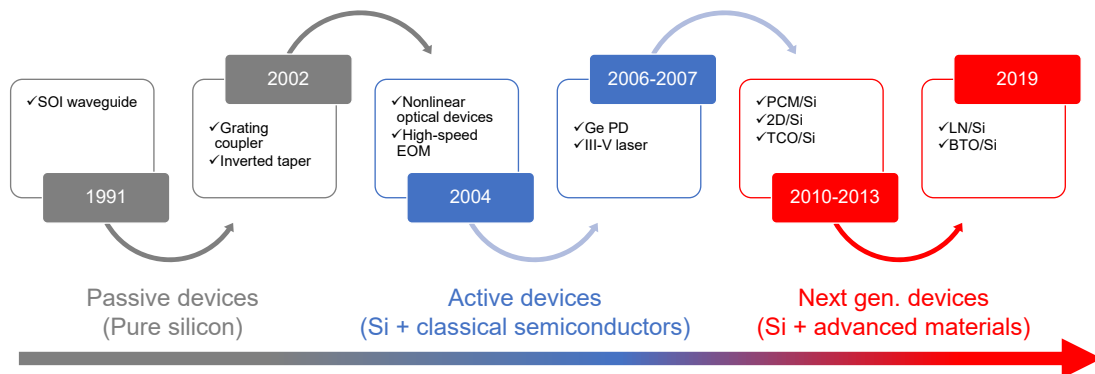 ✓SOI waveguide
1991
2002
✓Grating
coupler
✓Inverted taper
✓Nonlinear
optical devices
✓High-speed
EOM
2004
2006-2007
✓Ge PD
✓III-V laser
✓PCM/Si
✓2D/Si
✓TCO/Si
2010-2013
2019
✓LN/Si
✓BTO/Si
Passive devices
(Pure silicon)
Active devices
(Si + classical semiconductors)
Next gen. devices
(Si + advanced materials)